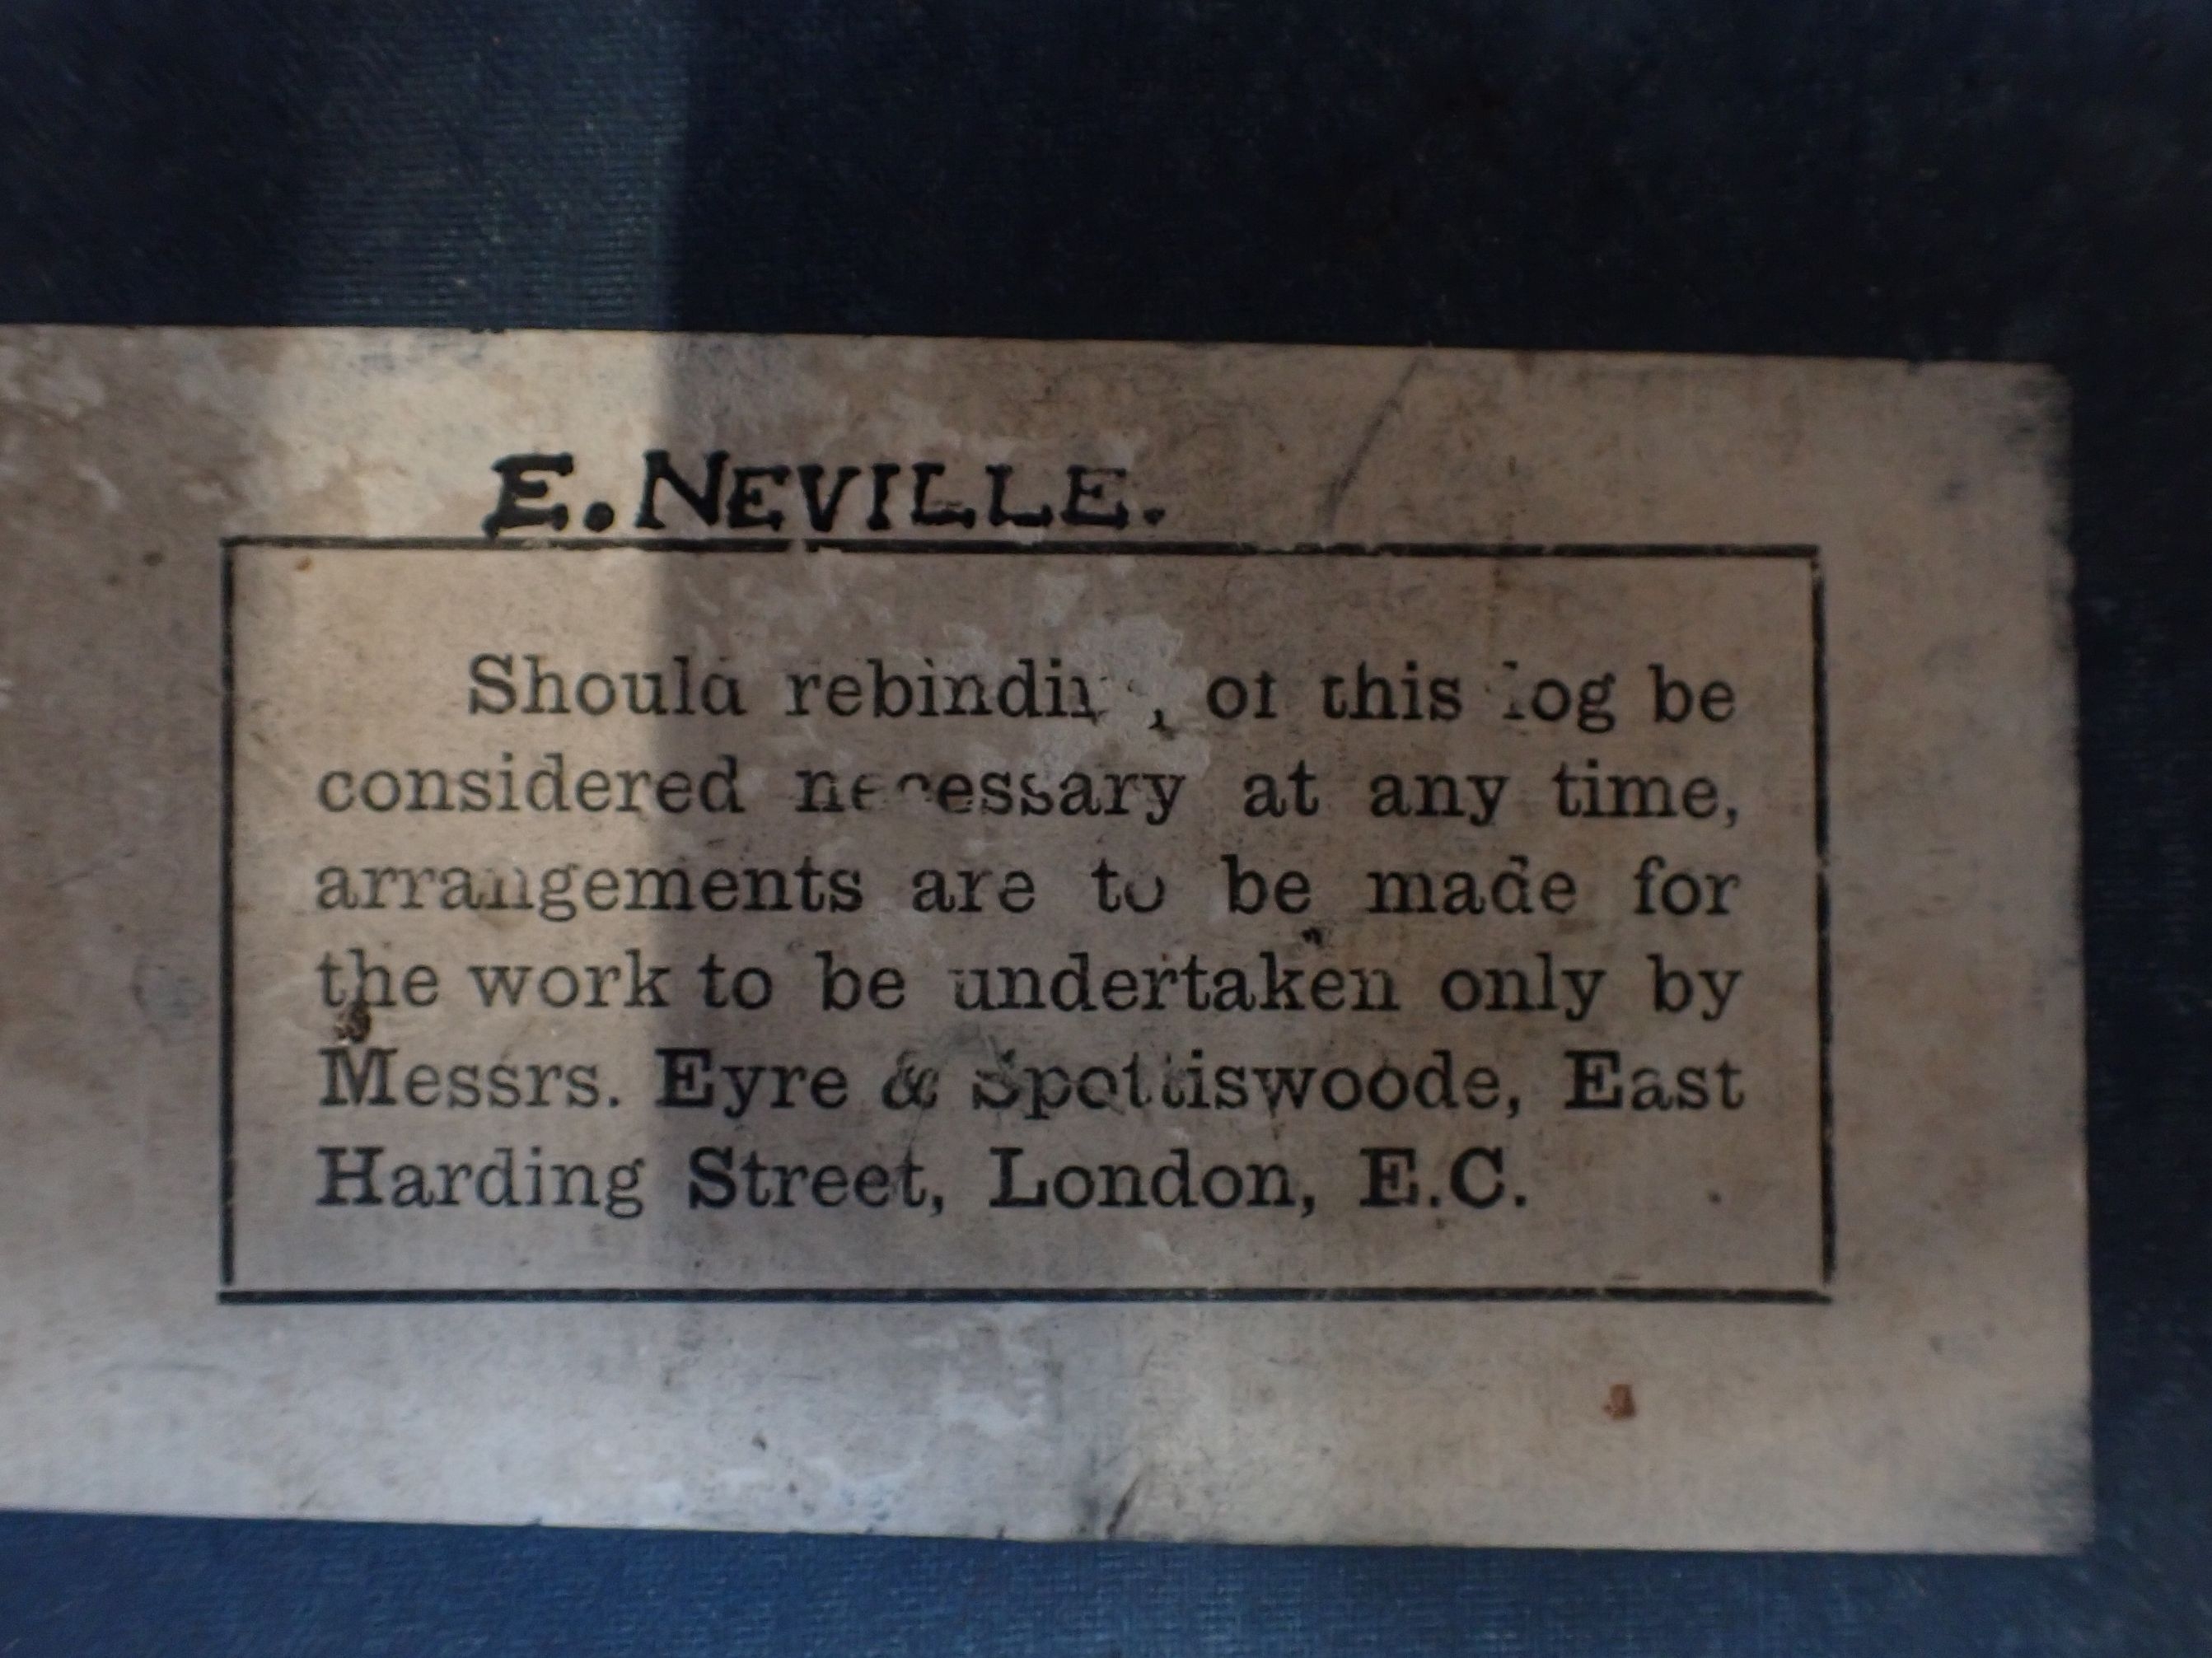 E. NEVILLE.
Should rebinding of this log be
considered necessary at any time,
arrangements are to be made for
the work to be undertaken only by
Messrs. Eyre & Spottiswoode, East
Harding Street, London, E.C.